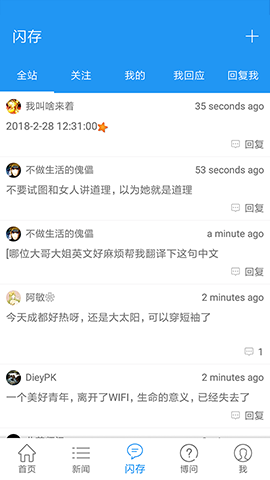 闪存
全站 关注 我的 我回应 回复我
我叫啥来着 35 seconds ago
2018-2-28 12:31:00
回复
不做生活的傀儡 53 seconds ago
不要试图和女人讲道理，以为她就是道理
回复
不做生活的傀儡 a minute ago
[哪位大哥大姐英文好麻烦帮我翻译下这句中文
回复
阿敏 2 minutes ago
今天成都好热呀，还是大太阳，可以穿短袖了
1
DieyPK 2 minutes ago
一个美好青年，离开了WIFI，生命的意义，已经失去了
回复
首页 新闻 闪存 博问 我